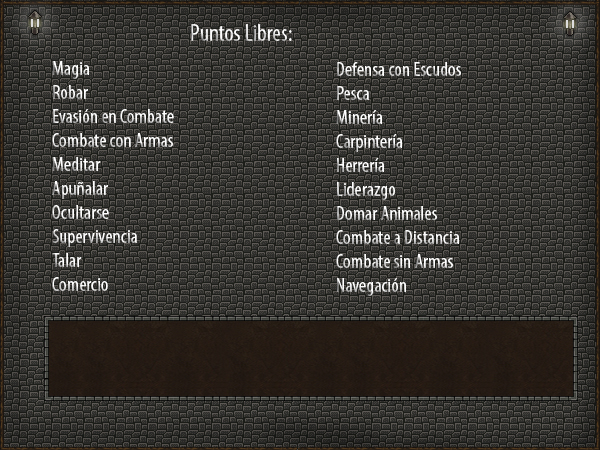 Puntos Libres:
Magia
Robar
Evasión en Combate
Combate con Armas
Meditar
Apuñalar
Ocultarse
Supervivencia
Talar
Comercio
Defensa con Escudos
Pesca
Minería
Carpintería
Herrería
Liderazgo
Domar Animales
Combate a Distancia
Combate sin Armas
Navegación